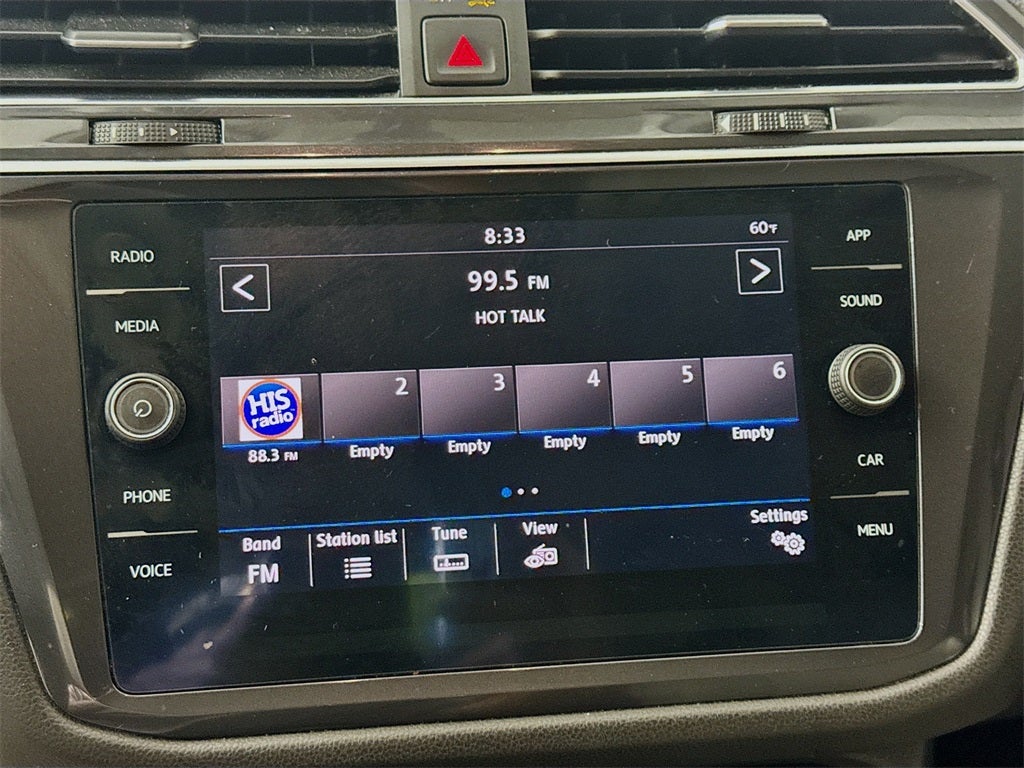 8:33
60°F
RADIO
MEDIA
PHONE
VOICE
<
99.5 FM
>
HOT TALK
HIS
radio
88.3 FM
2
Empty
3
Empty
4
Empty
5
Empty
6
Empty
Band
FM
Station list
Tune
View
Settings
APP
SOUND
CAR
MENU